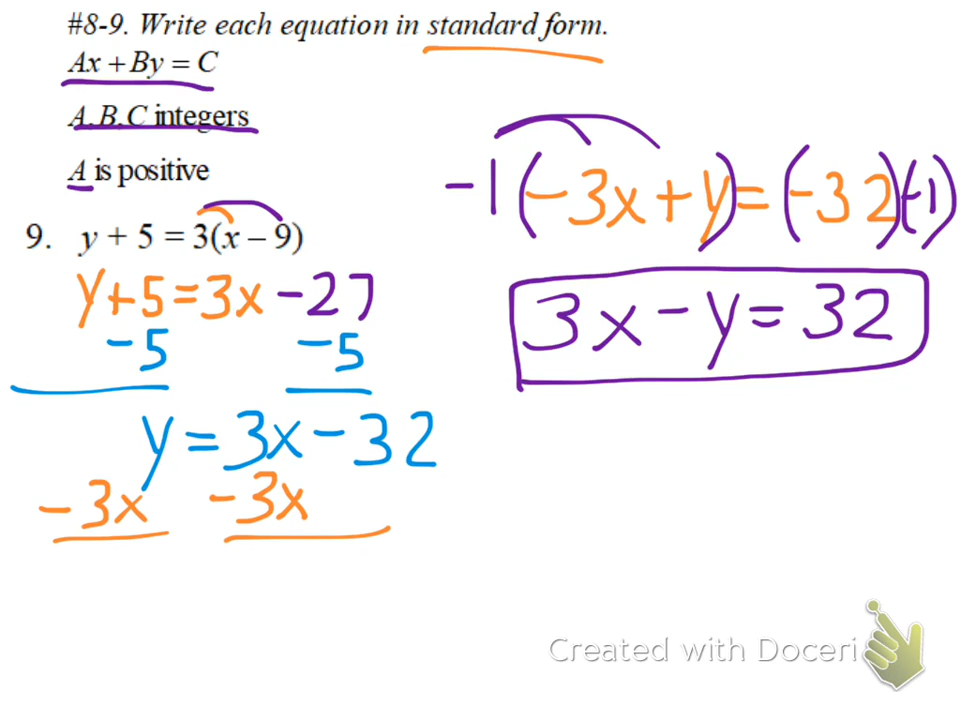 #8-9. Write each equation in standard form.
Ax + By = C
A, B, C integers
A is positive
9. y + 5 = 3(x – 9)
y+5=3x-27
-5 -5
y=3x-32
-3x -3x
-1(-3x+y)=(-32)(-1)
3x-y=32
Created with Doceri